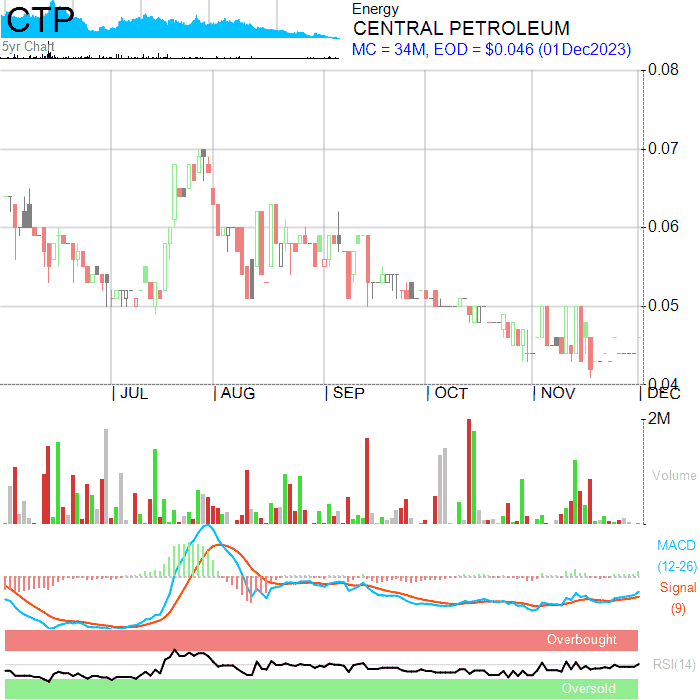 CTP
5yr Chart
Energy
CENTRAL PETROLEUM
MC = 34M, EOD = $0.046 (01Dec2023)
0.08
0.07
0.06
0.05
0.04
JUL AUG SEP OCT NOV DEC
2M
Volume
MACD
(12-26)
Signal
(9)
Overbought
RSI(14)
Oversold